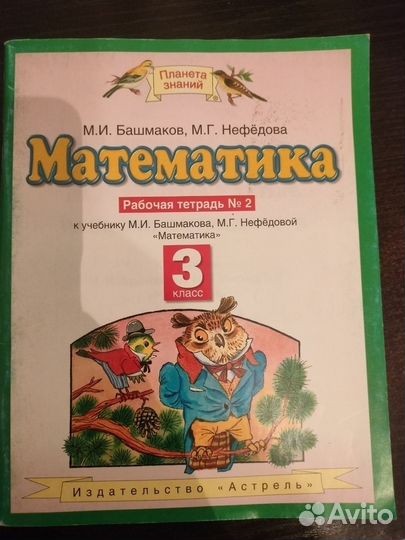 Планета
знаний
М.И. Башмаков, М.Г. Нефёдова
Математика
Рабочая тетрадь № 2
к учебнику М.И. Башмакова, М.Г. Нефёдовой
«Математика»
3
класс
Издательство «Астрель»
Avito